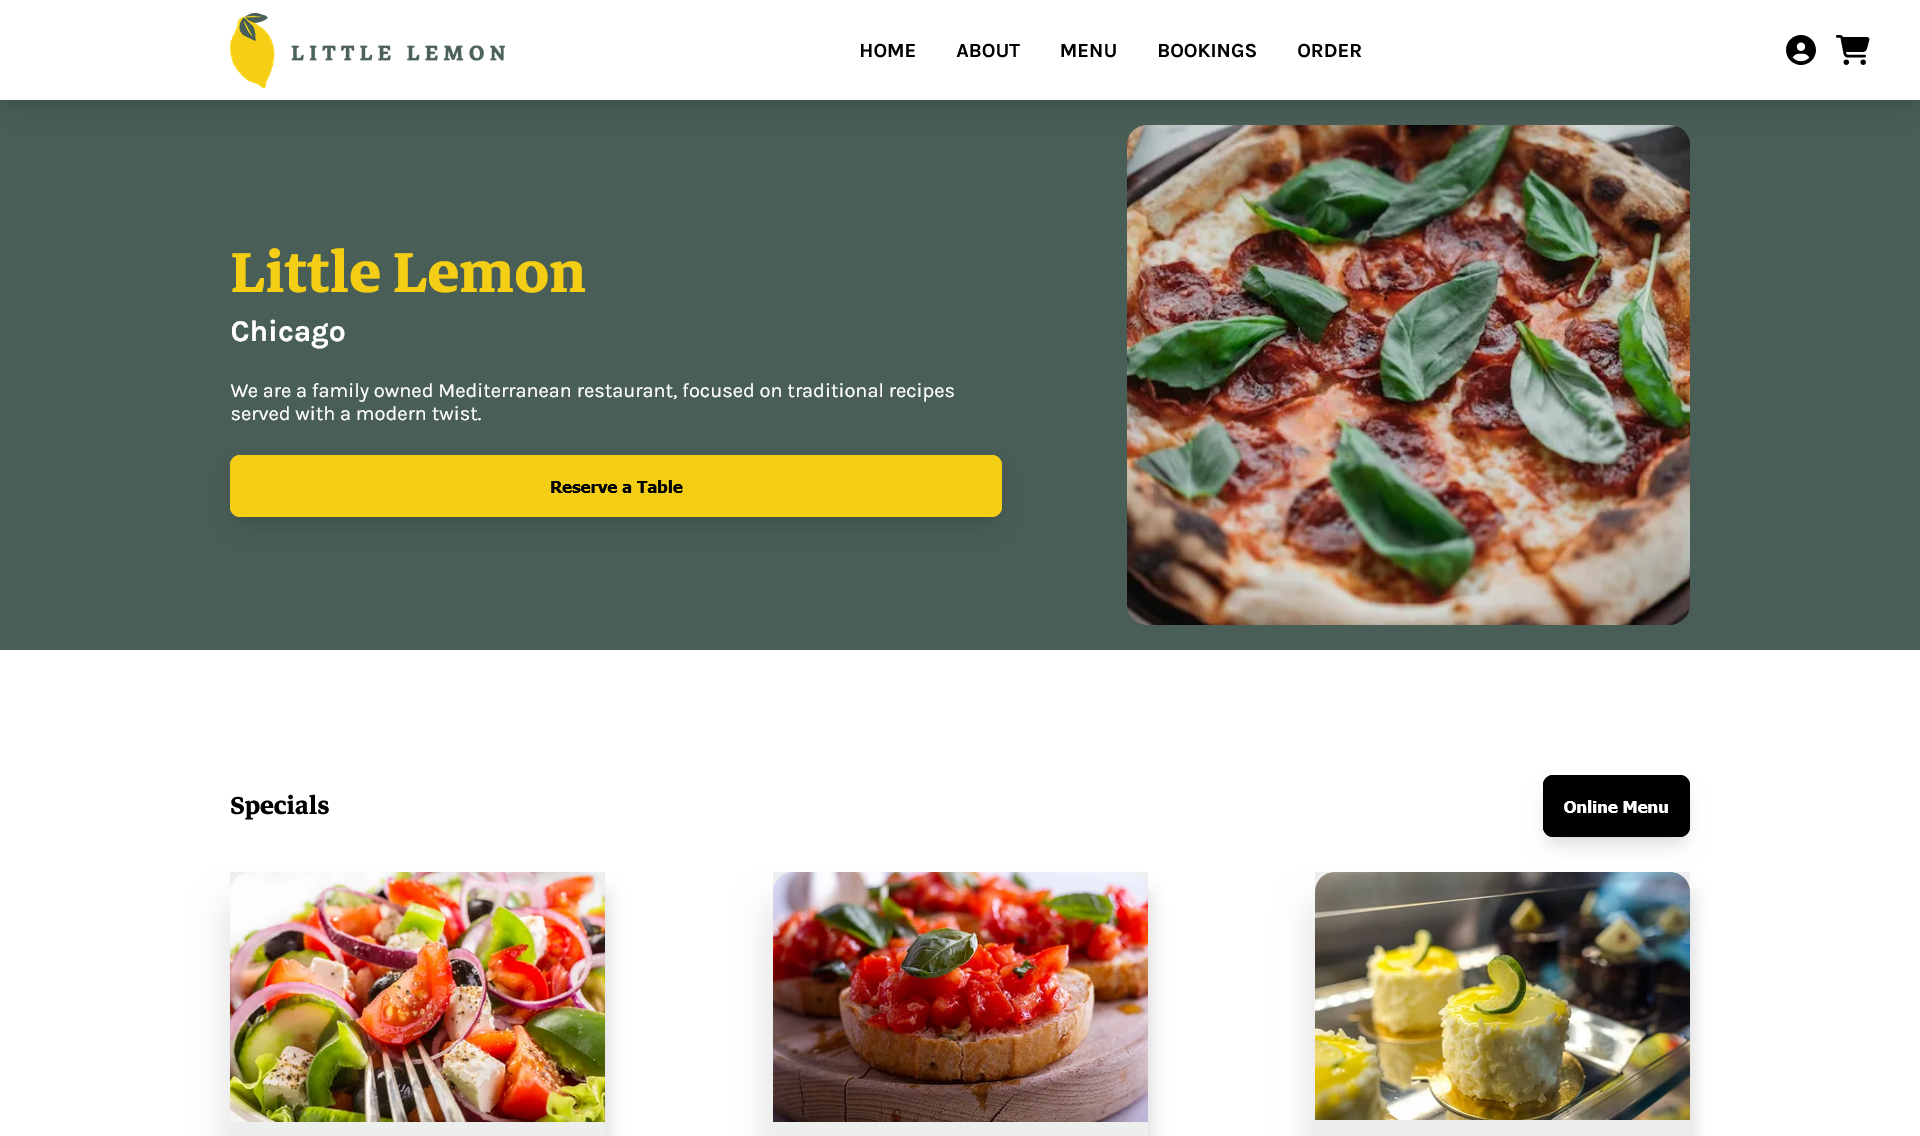 LITTLE LEMON
HOME ABOUT MENU BOOKINGS ORDER
Little Lemon
Chicago
We are a family owned Mediterranean restaurant, focused on traditional recipes
served with a modern twist.
Reserve a Table
Specials
Online Menu